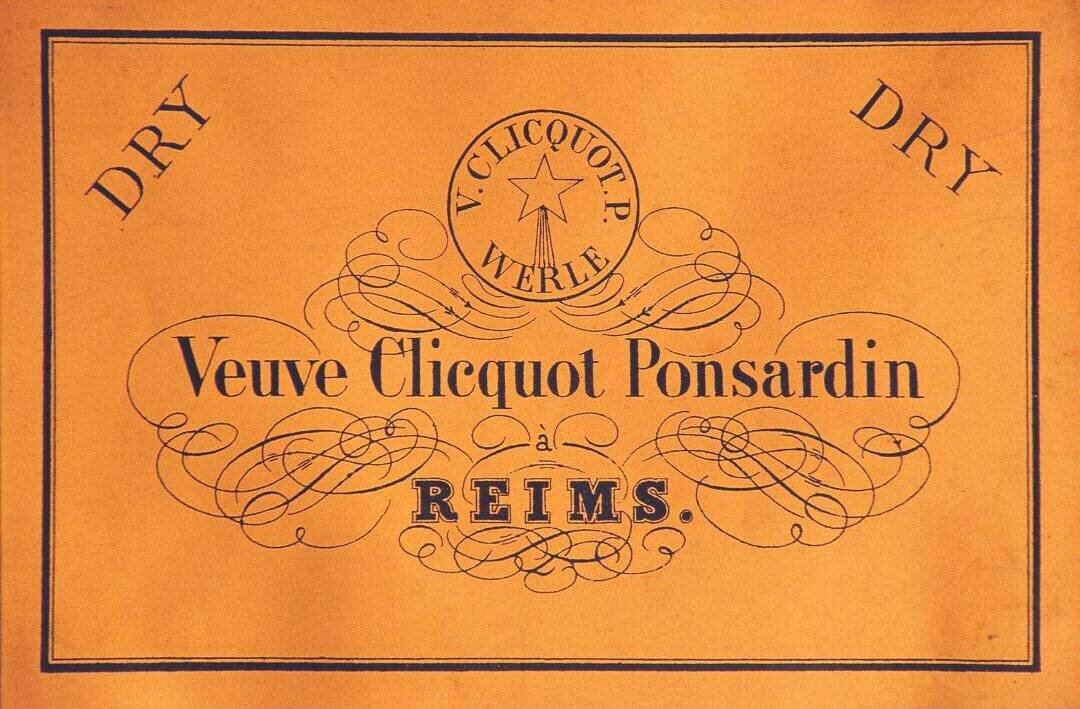 DRY
DRY
V. CLICQUOT. P.
WERLE
Veuve Clicquot Ponsardin
à
REIMS.